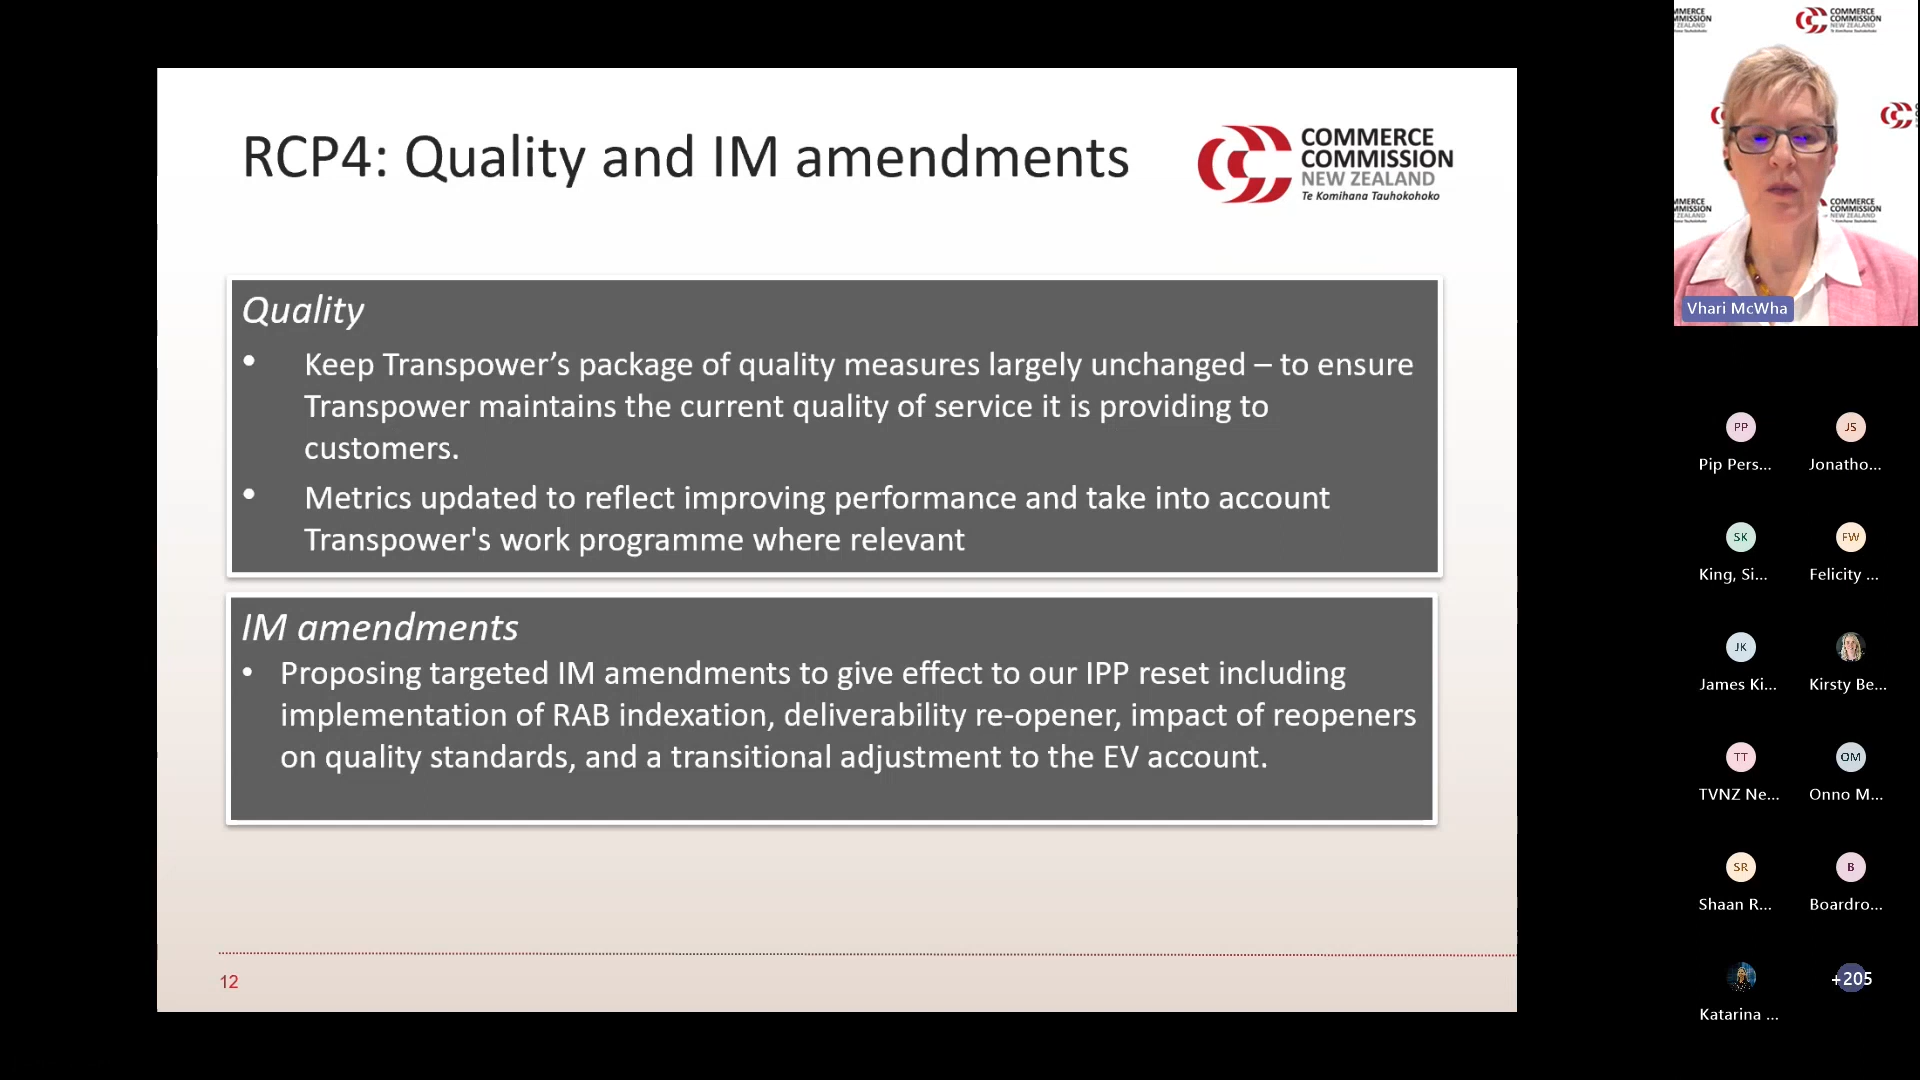 RCP4: Quality and IM amendments
COMMERCE
COMMISSION
NEW ZEALAND
Te Komihana Tauhokohoko
Quality
• Keep Transpower’s package of quality measures largely unchanged – to ensure
Transpower maintains the current quality of service it is providing to
customers.
• Metrics updated to reflect improving performance and take into account
Transpower's work programme where relevant
IM amendments
• Proposing targeted IM amendments to give effect to our IPP reset including
implementation of RAB indexation, deliverability re-opener, impact of reopeners
on quality standards, and a transitional adjustment to the EV account.
12
COMMERCE
COMMISSION
NEW ZEALAND
Vhari McWha
PP
JS
Pip Pers...
Jonatho...
SK
FW
King, Si...
Felicity ...
JK
James Ki...
Kirsty Be...
TT
OM
TVNZ Ne...
Onno M...
SR
B
Shaan R...
Boardro...
+205
Katarina ...